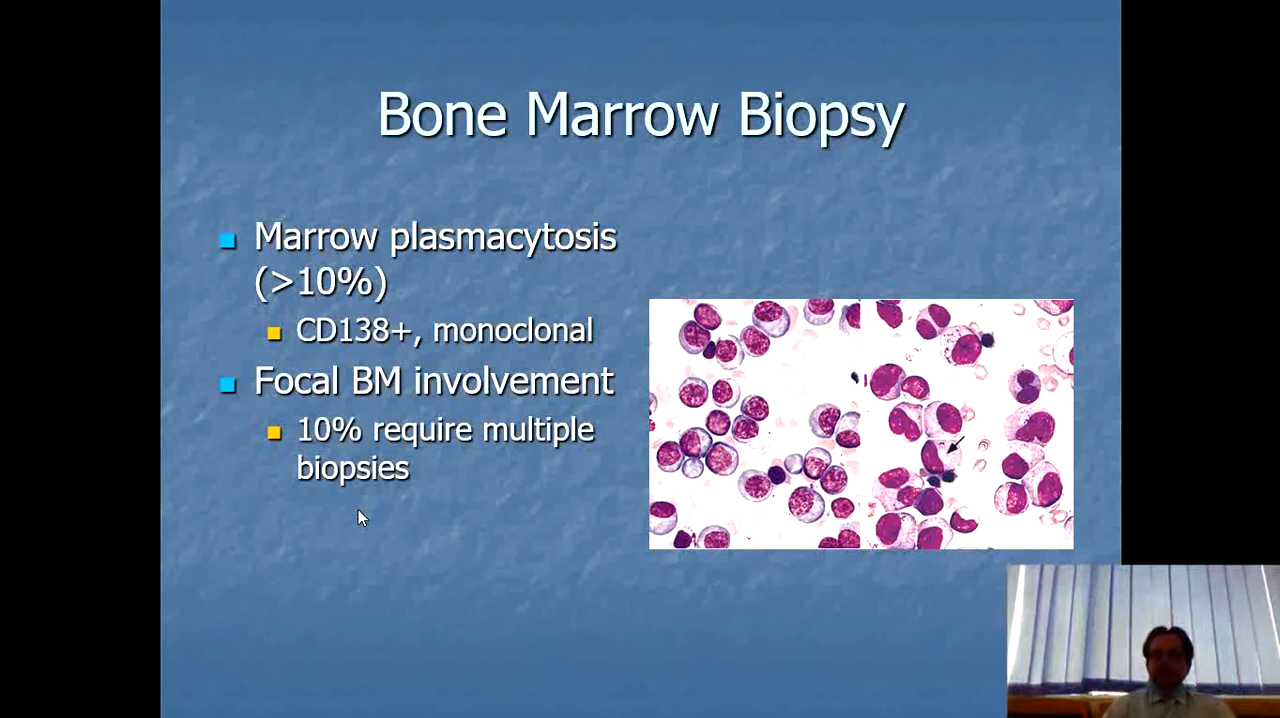 Bone Marrow Biopsy
Marrow plasmacytosis
(>10%)
CD138+, monoclonal
Focal BM involvement
10% require multiple
biopsies